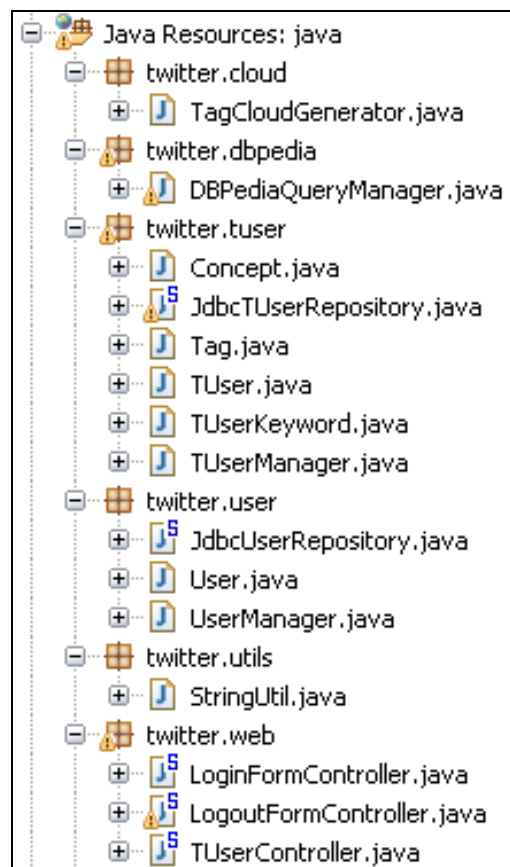 Java Resources: java
twitter.cloud
TagCloudGenerator.java
twitter.dbpedia
DBPediaQueryManager.java
twitter.tuser
Concept.java
JdbcTUserRepository.java
Tag.java
TUser.java
TUserKeyword.java
TUserManager.java
twitter.user
JdbcUserRepository.java
User.java
UserManager.java
twitter.utils
StringUtil.java
twitter.web
LoginFormController.java
LogoutFormController.java
TUserController.java